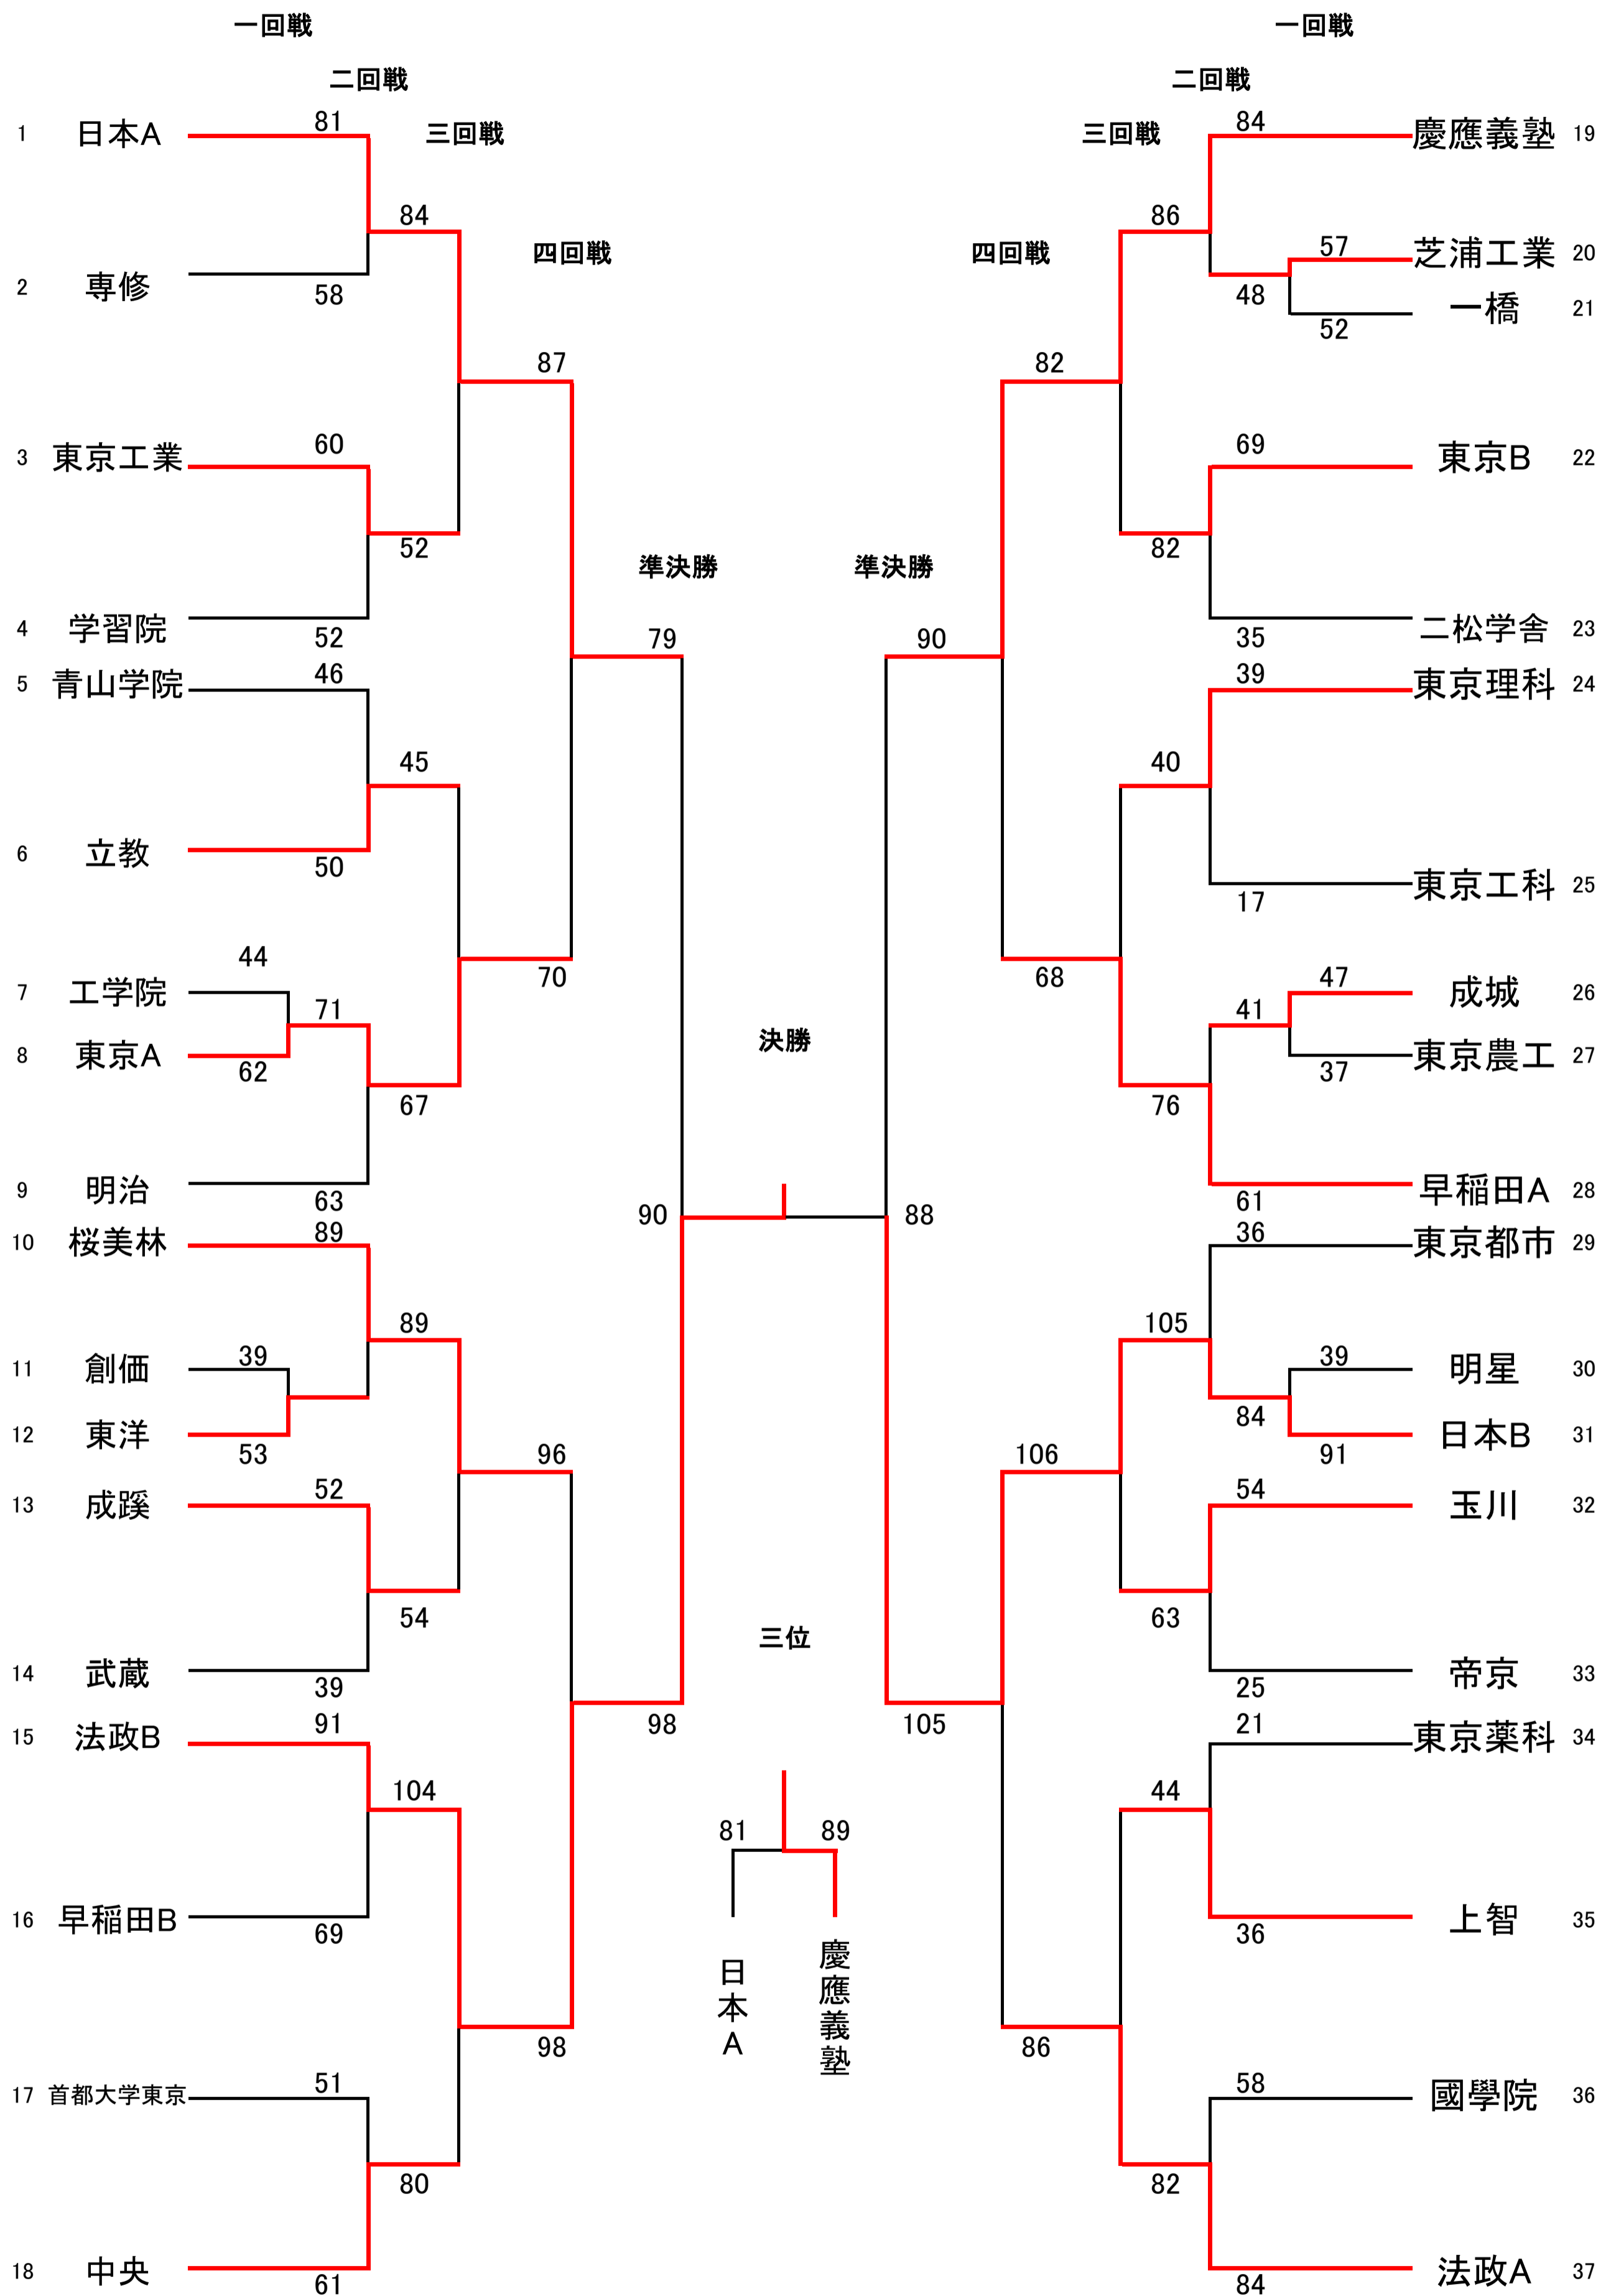 一回戦
一回戦
二回戦
二回戦
三回戦
三回戦
四回戦
四回戦
準決勝
準決勝
決勝
三位
1 日本A 81
84
2 専修 58
87
3 東京工業 60
52
4 学習院 52
79
5 青山学院 46
45
6 立教 50
70
44
7 工学院
71
8 東京A
62
67
9 明治 63
90
10 桜美林 89
89
11 創価 39
12 東洋 53
96
13 成蹊 52
54
14 武蔵 39
98
15 法政B 91
104
16 早稲田B 69
98
17 首都大学東京 51
80
18 中央 61
84 慶應義塾 19
86
57 芝浦工業 20
48
一橋 21
52
82
69 東京B 22
82
35 二松学舎 23
90
39 東京理科 24
40
17 東京工科 25
68
47 成城 26
41
東京農工 27
37
76
61 早稲田A 28
88
36 東京都市 29
105
39 明星 30
84
91 日本B 31
106
54 玉川 32
63
25 帝京 33
105
21 東京薬科 34
44
36 上智 35
86
58 國學院 36
82
84 法政A 37
81 89
日本A
慶應義塾